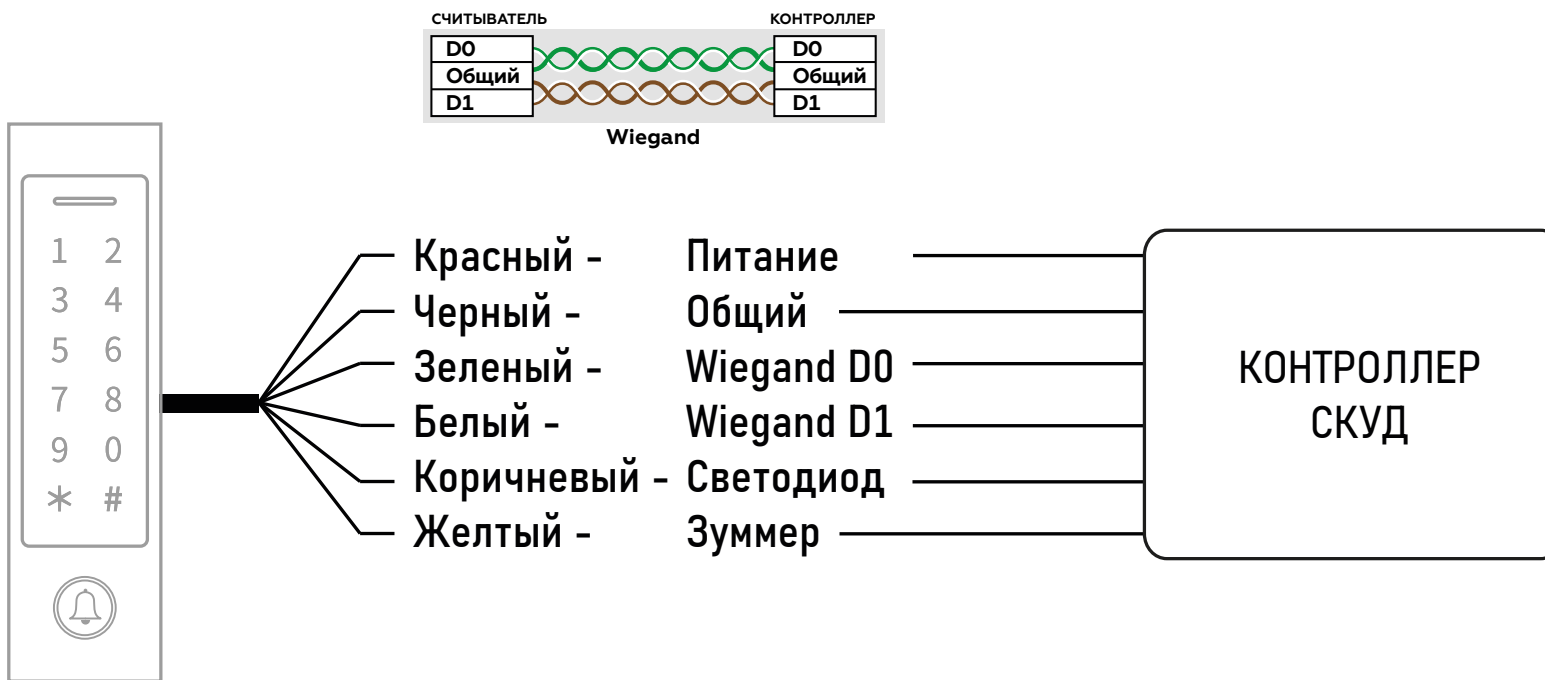 СЧИТЫВАТЕЛЬ КОНТРОЛЛЕР
D0 D0
Общий Общий
D1 D1
Wiegand
1 2
3 4
5 6
7 8
9 0
* #
Красный - Питание
Черный - Общий
Зеленый - Wiegand D0
Белый - Wiegand D1
Коричневый - Светодиод
Желтый - Зуммер
КОНТРОЛЛЕР
СКУД